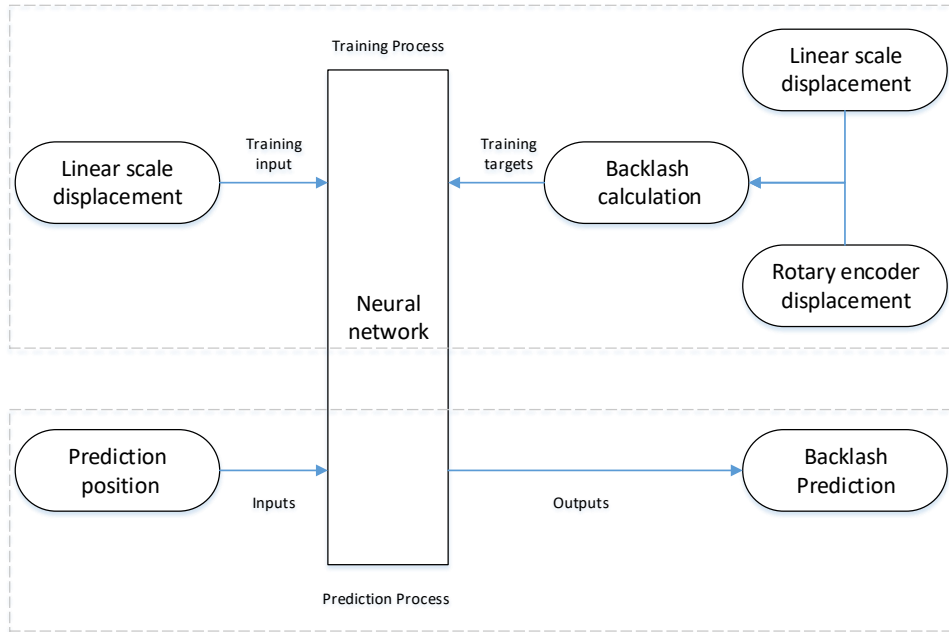 Training Process
Linear scale
displacement
Training
input
Training
targets
Backlash
calculation
Linear scale
displacement
Rotary encoder
displacement
Neural
network
Prediction
position
Inputs
Outputs
Backlash
Prediction
Prediction Process